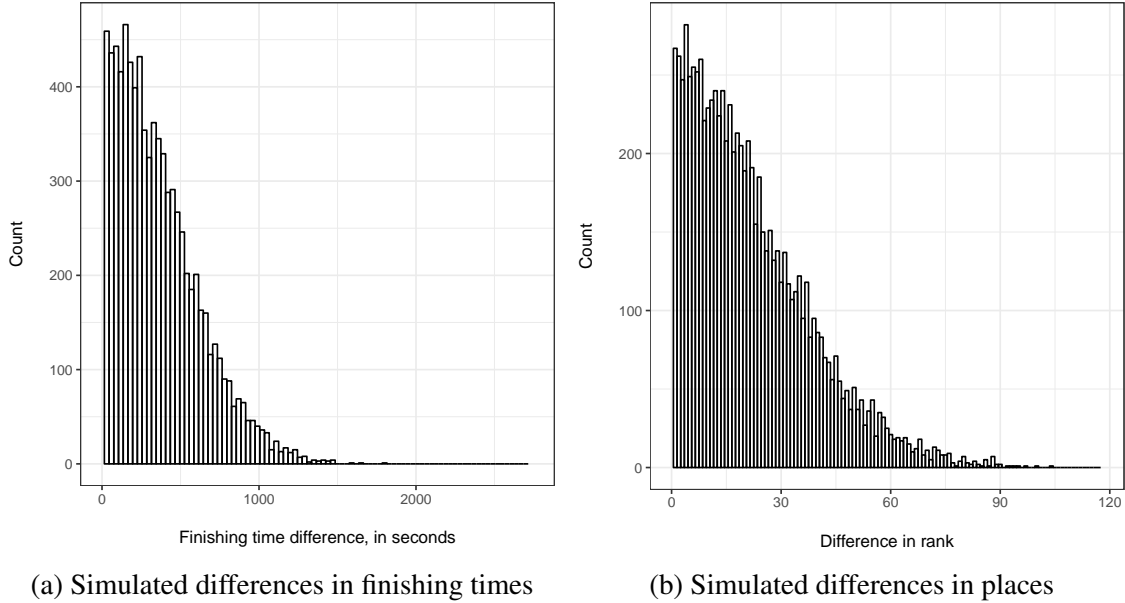 400
300
200
100
0
Count
0 1000 2000
Finishing time difference, in seconds
(a) Simulated differences in finishing times
200
100
0
Count
0 30 60 90 120
Difference in rank
(b) Simulated differences in places